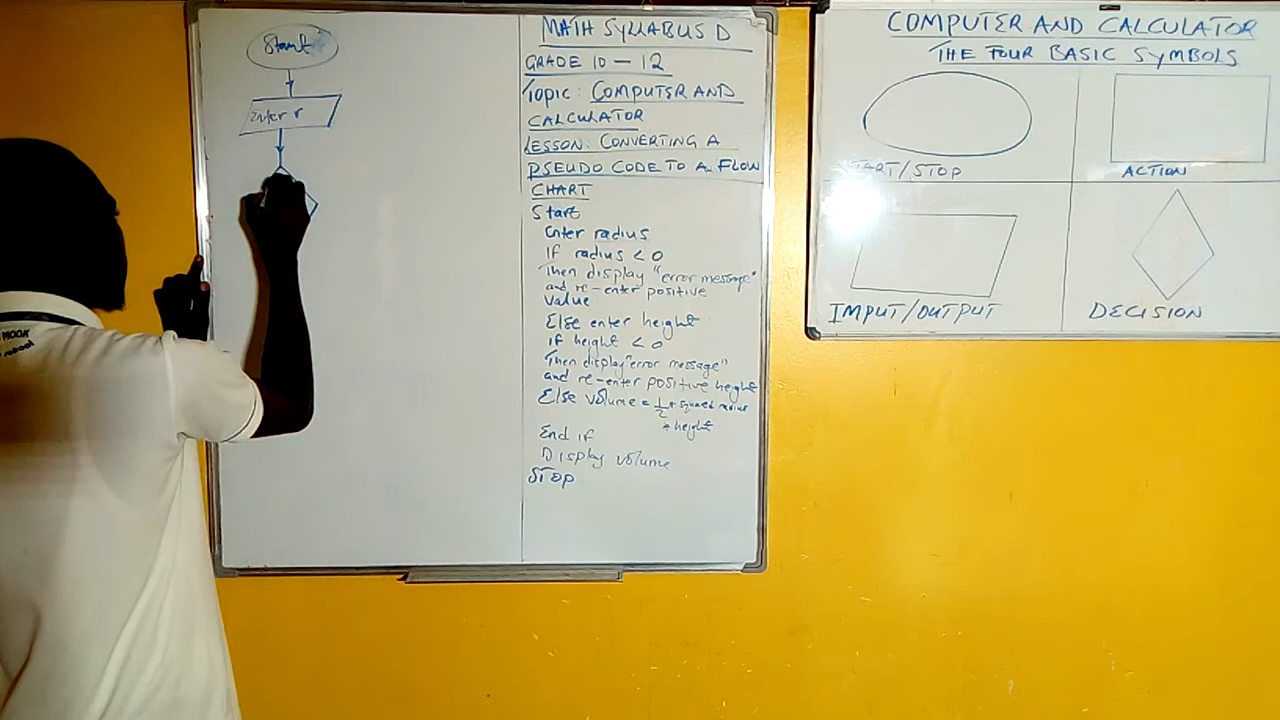 Start
Enter r
MOOK
school
MATH SYLLABUS D
GRADE 10 - 12
Topic: COMPUTER AND
CALCULATOR
LESSON: CONVERTING A
PSEUDO CODE TO A FLOW
CHART
Start
Enter radius
If radius < 0
Then display "error message"
and re-enter positive
value
Else enter height
if height < 0
Then display "error message"
and re-enter positive height
Else volume = 1/2 * squared radius
* height
End if
Display volume
STOP
COMPUTER AND CALCULATOR
THE FOUR BASIC SYMBOLS
START/STOP
ACTION
IMPUT/OUTPUT
DECISION